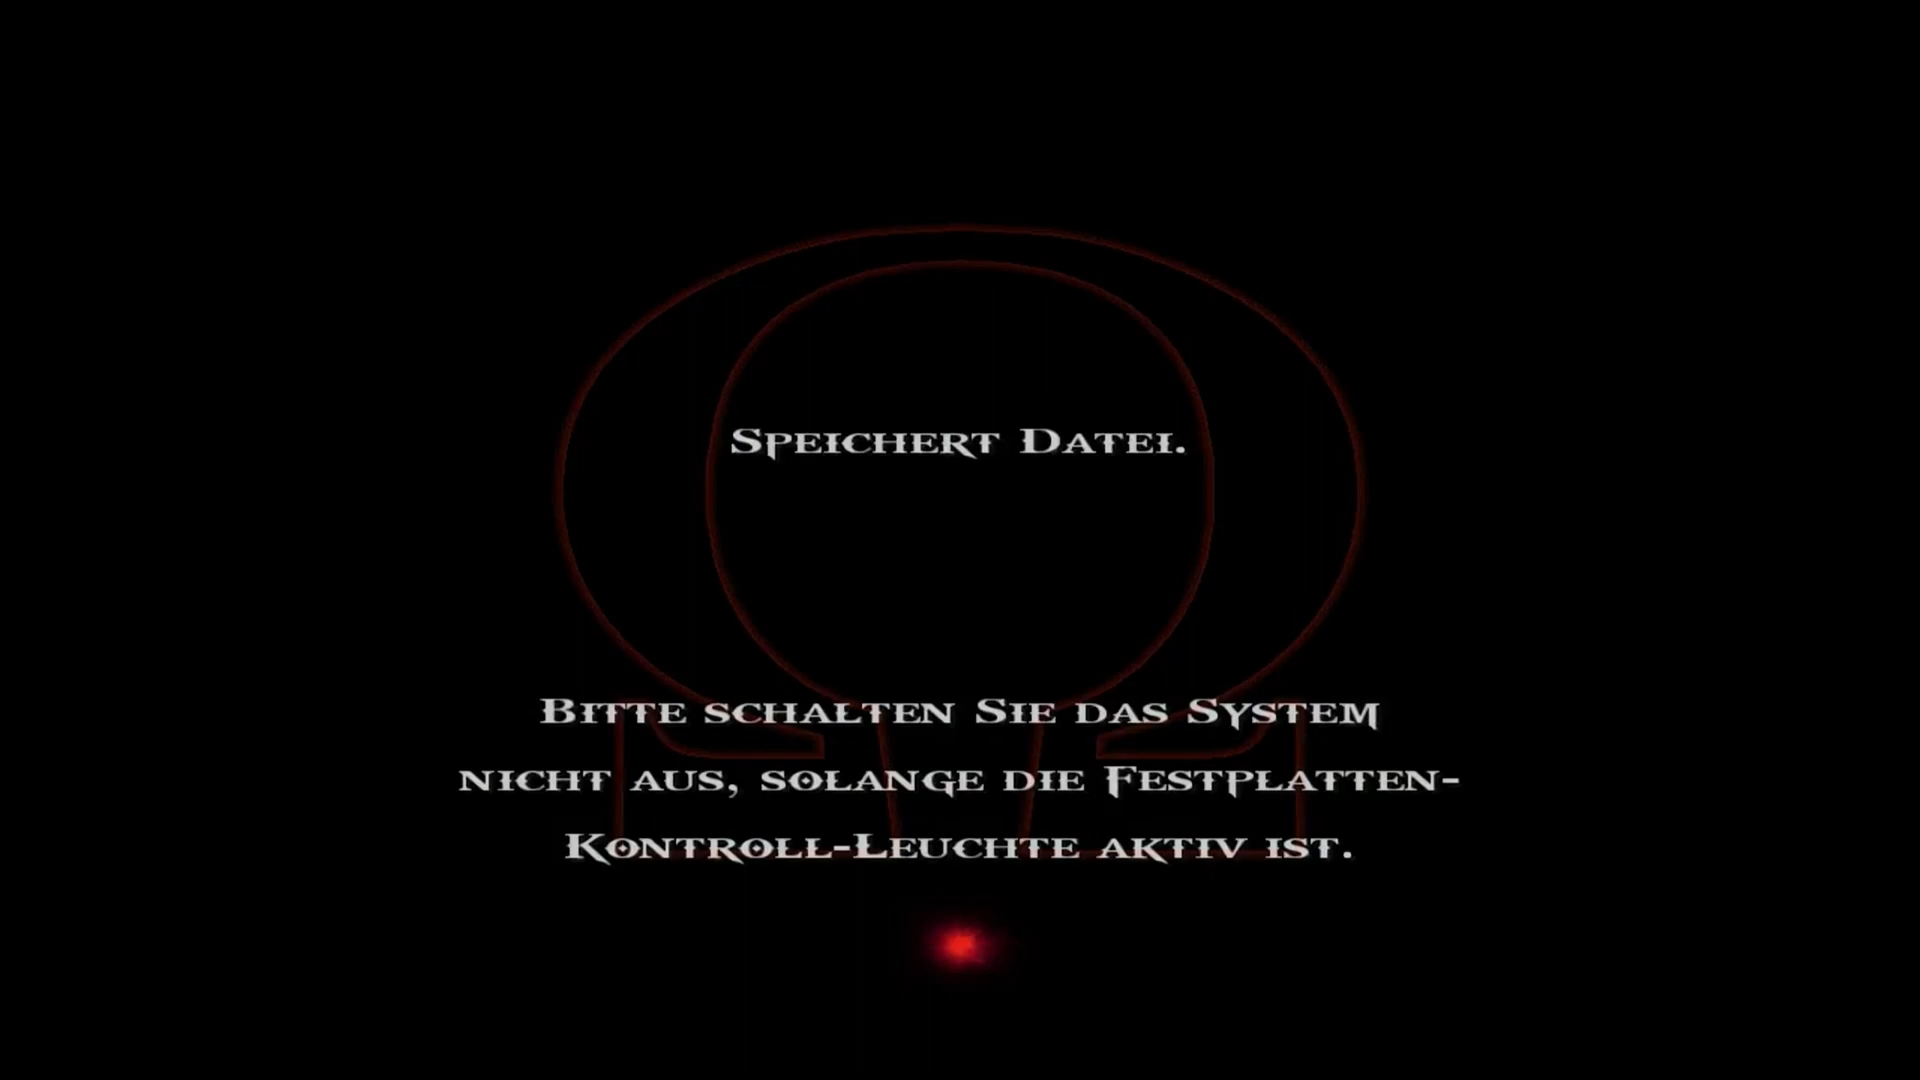 Speichert Datei.
Bitte schalten Sie das System
nicht aus, solange die Festplatten-
Kontroll-Leuchte aktiv ist.